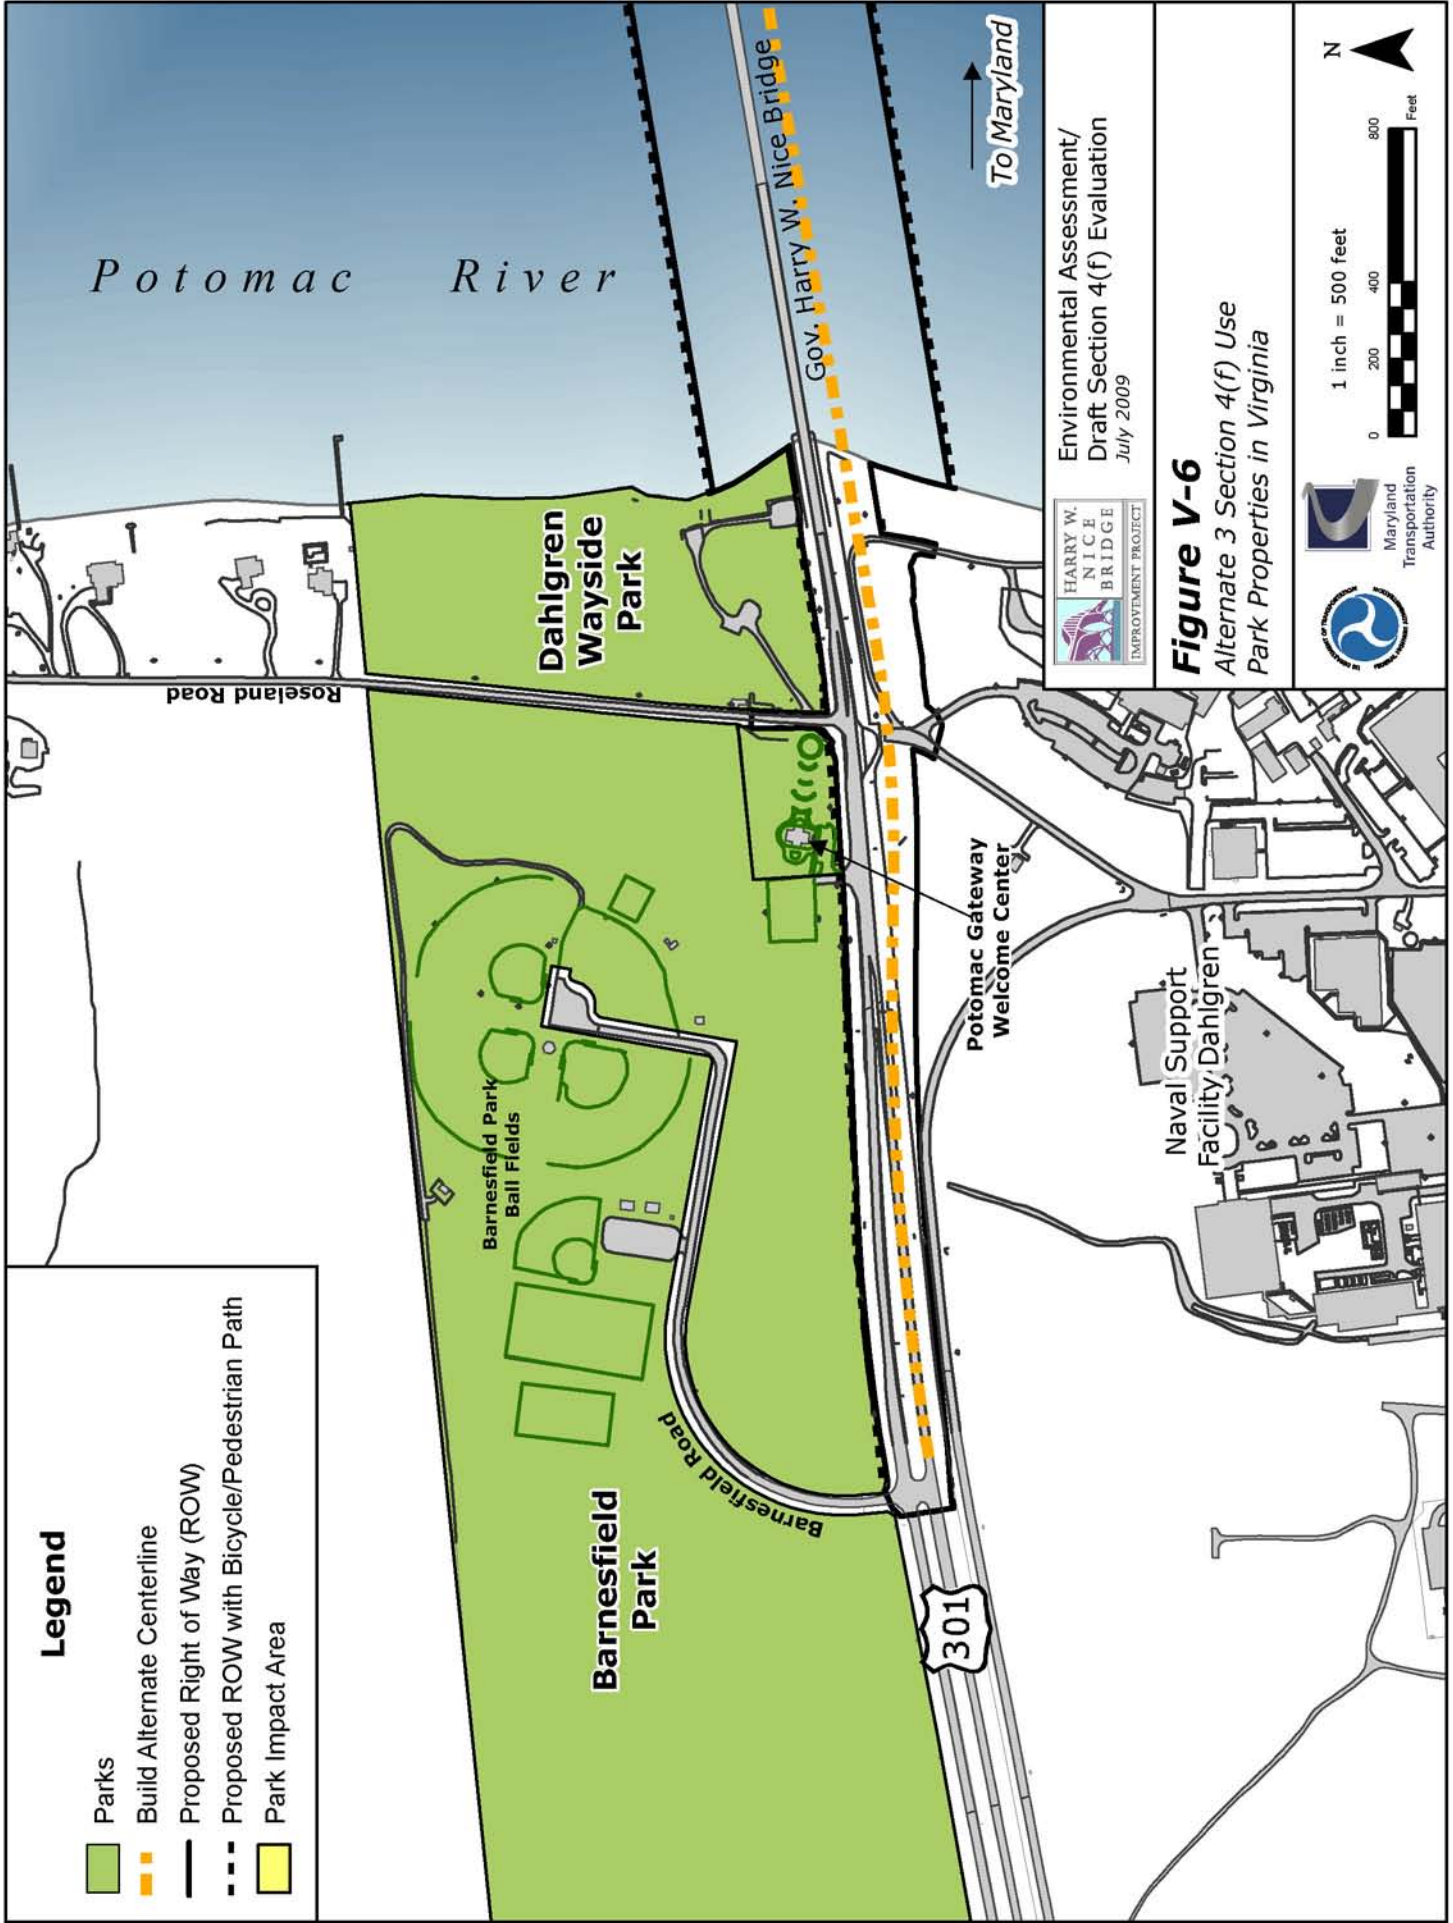 Legend
Parks
Build Alternate Centerline
Proposed Right of Way (ROW)
Proposed ROW with Bicycle/Pedestrian Path
Park Impact Area
Potomac River
Roseland Road
Dahlgren
Wayside
Park
Gov. Harry W. Nice Bridge
To Maryland
Barnesfield Park
Ball Fields
Barnesfield
Park
Barnesfield Road
301
Potomac Gateway
Welcome Center
Naval Support
Facility Dahlgren
HARRY W.
NICE
BRIDGE
IMPROVEMENT PROJECT
Environmental Assessment/
Draft Section 4(f) Evaluation
July 2009
Figure V-6
Alternate 3 Section 4(f) Use
Park Properties in Virginia
Maryland
Transportation
Authority
1 inch = 500 feet
0 200 400 800
Feet
N